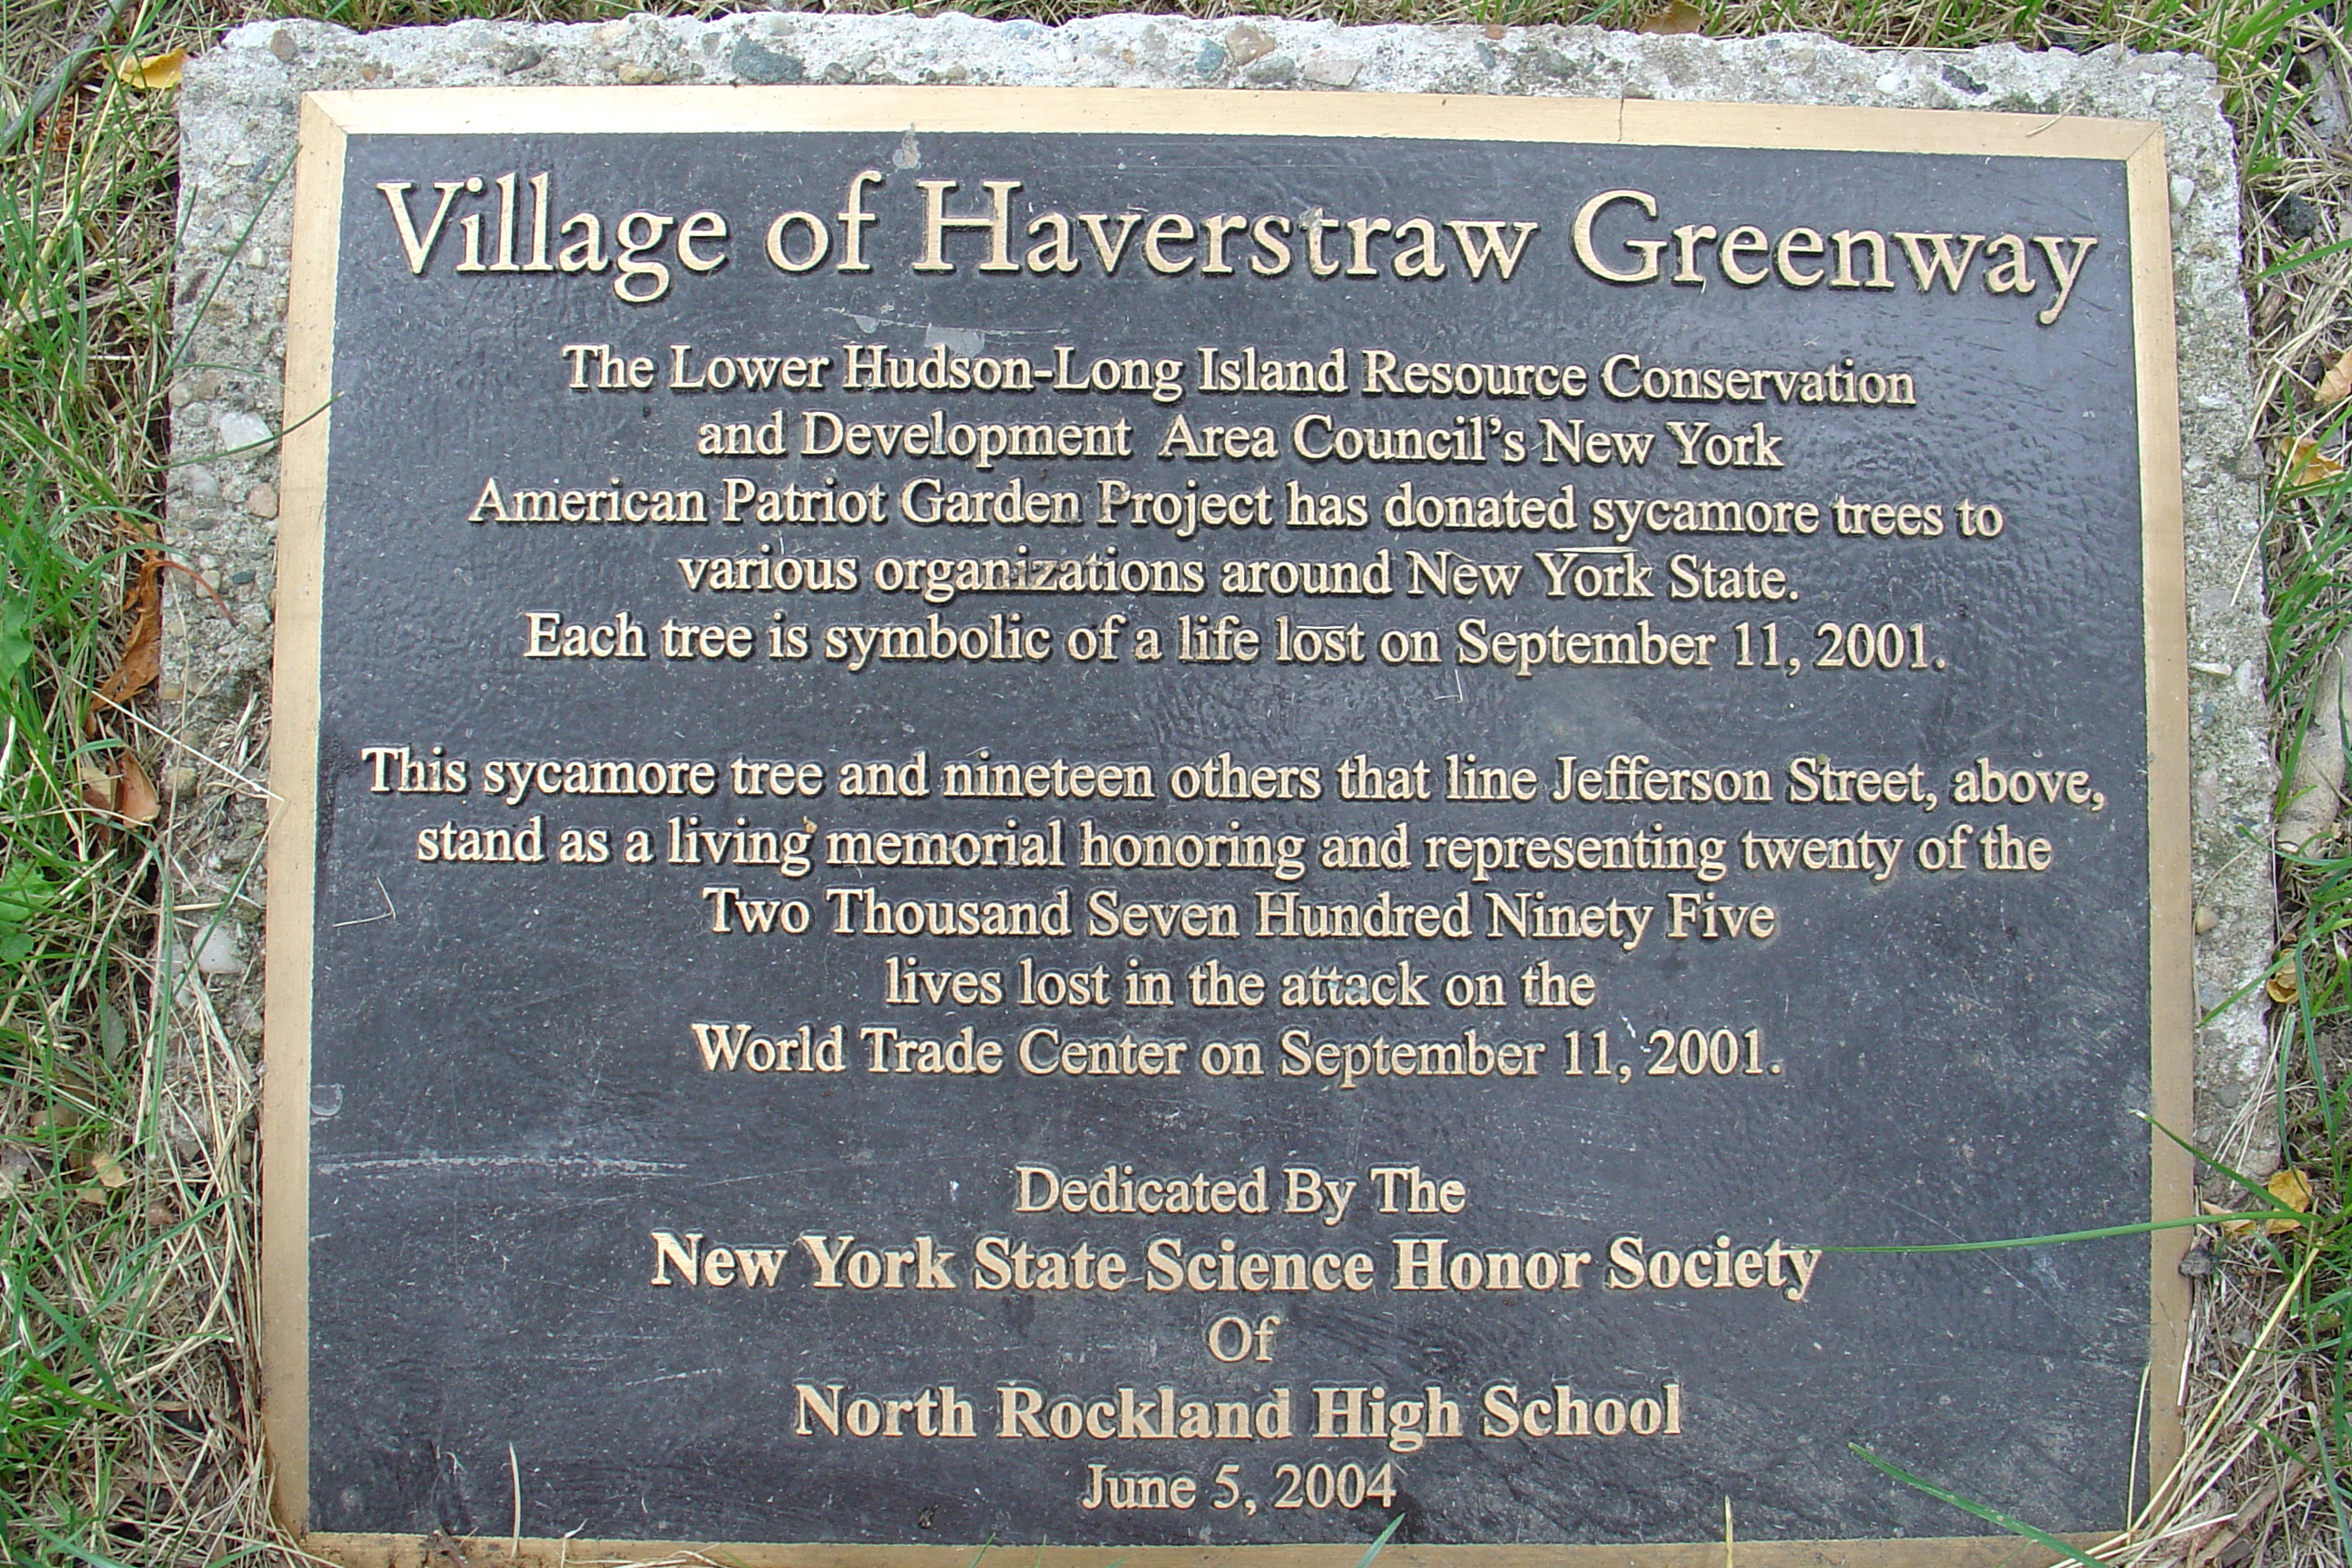 Village of Haverstraw Greenway
The Lower Hudson-Long Island Resource Conservation
and Development Area Council's New York
American Patriot Garden Project has donated sycamore trees to
various organizations around New York State.
Each tree is symbolic of a life lost on September 11, 2001.
This sycamore tree and nineteen others that line Jefferson Street, above,
stand as a living memorial honoring and representing twenty of the
Two Thousand Seven Hundred Ninety Five
lives lost in the attack on the
World Trade Center on September 11, 2001.
Dedicated By The
New York State Science Honor Society
Of
North Rockland High School
June 5, 2004